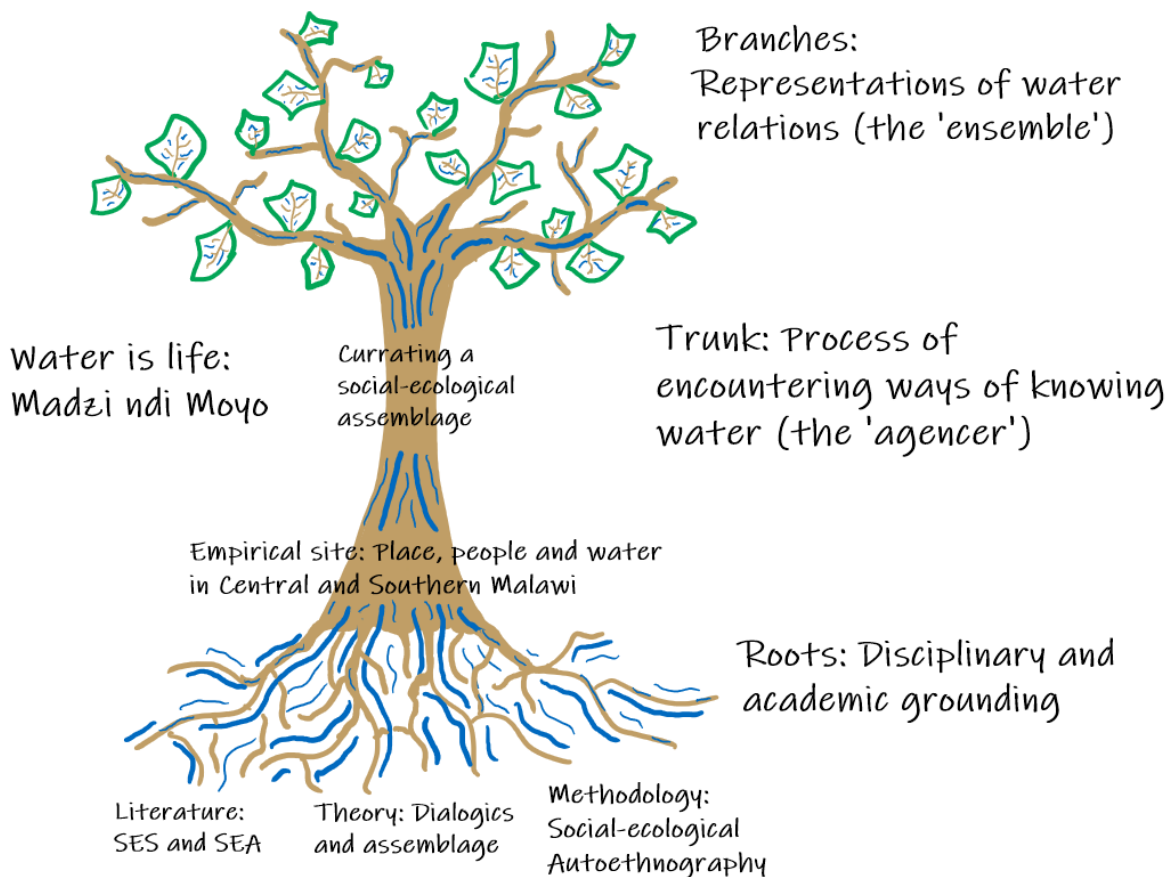 Branches:
Representations of water
relations (the 'ensemble')
Water is life:
Madzi ndi Moyo
Currating a
social-ecological
assemblage
Trunk: Process of
encountering ways of knowing
water (the 'agencer')
Empirical site: Place, people and water
in Central and Southern Malawi
Roots: Disciplinary and
academic grounding
Literature:
SES and SEA
Theory: Dialogics
and assemblage
Methodology:
Social-ecological
Autoethnography